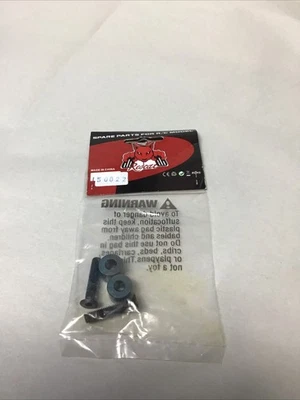 SPARE PARTS FOR R/C MODEL
MADE IN CHINA
WARNING
To avoid danger of
suffocation, keep this
plastic bag away from
babies and children.
Do not use this bag in
cribs, beds, carriages,
or playpens. This
not a toy.